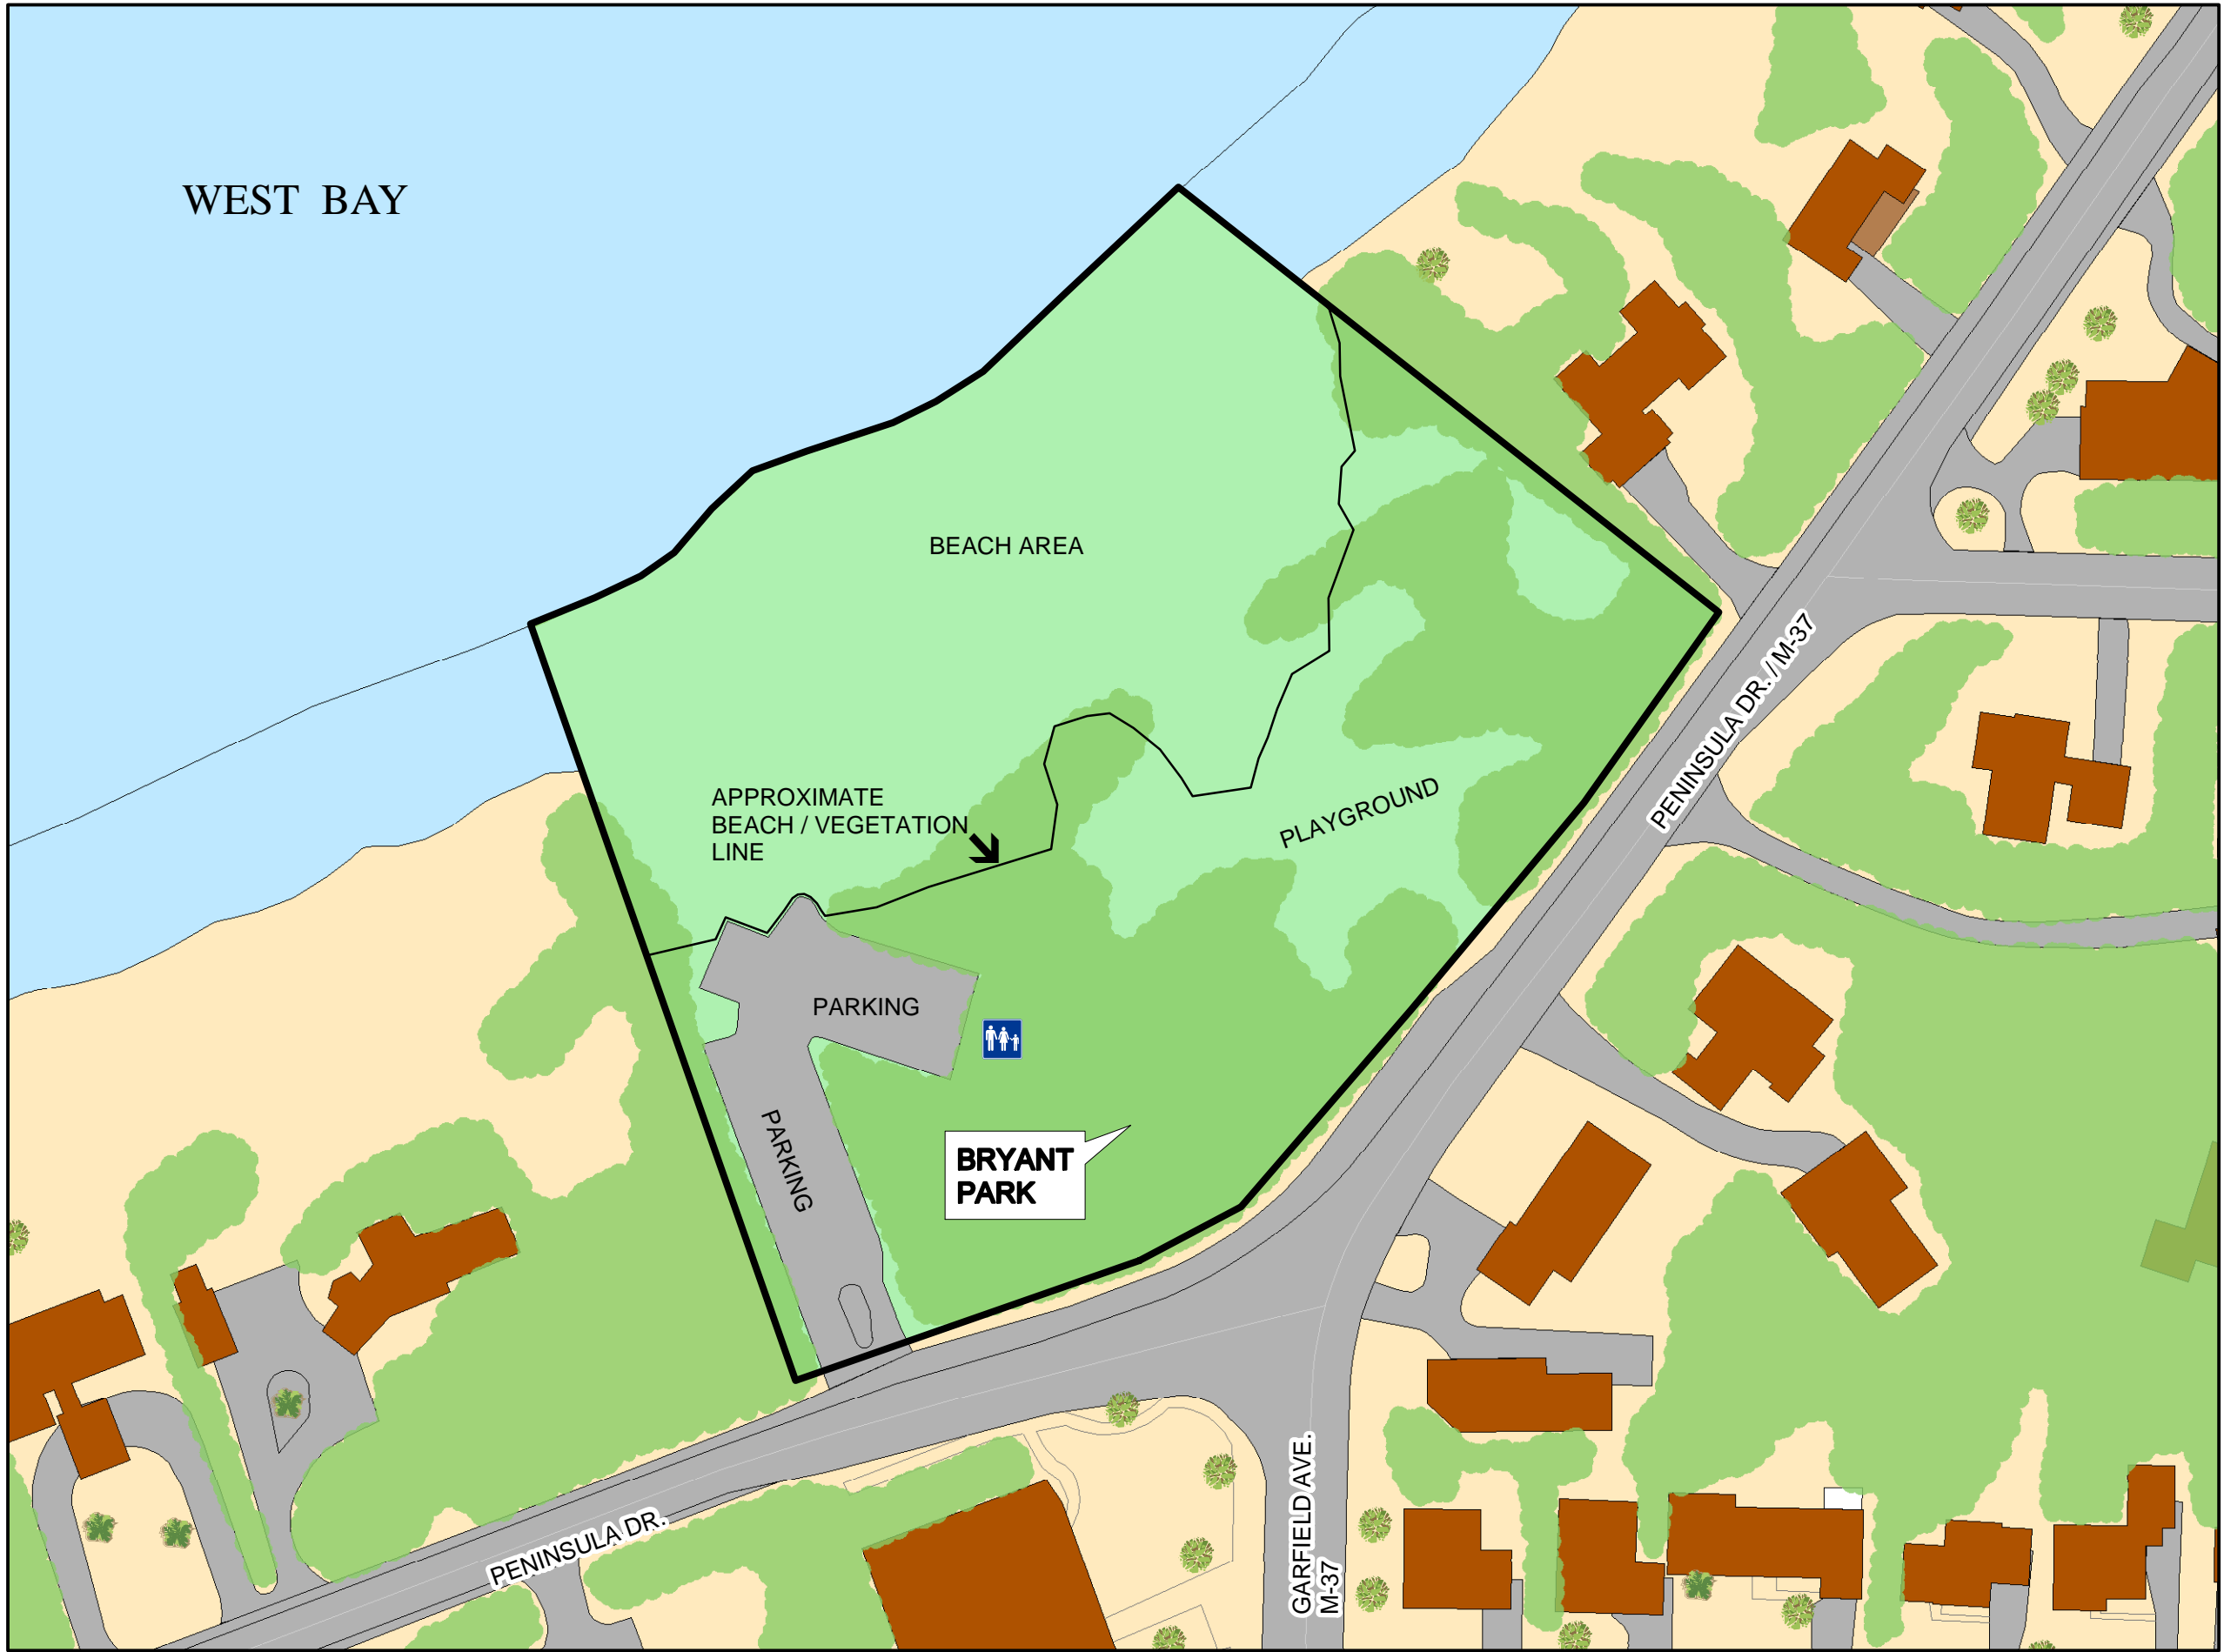 WEST BAY
BEACH AREA
PENINSULA DR. / M-37
APPROXIMATE
BEACH / VEGETATION
LINE
PLAYGROUND
PARKING
PARKING
BRYANT
PARK
PENINSULA DR.
GARFIELD AVE.
M-37